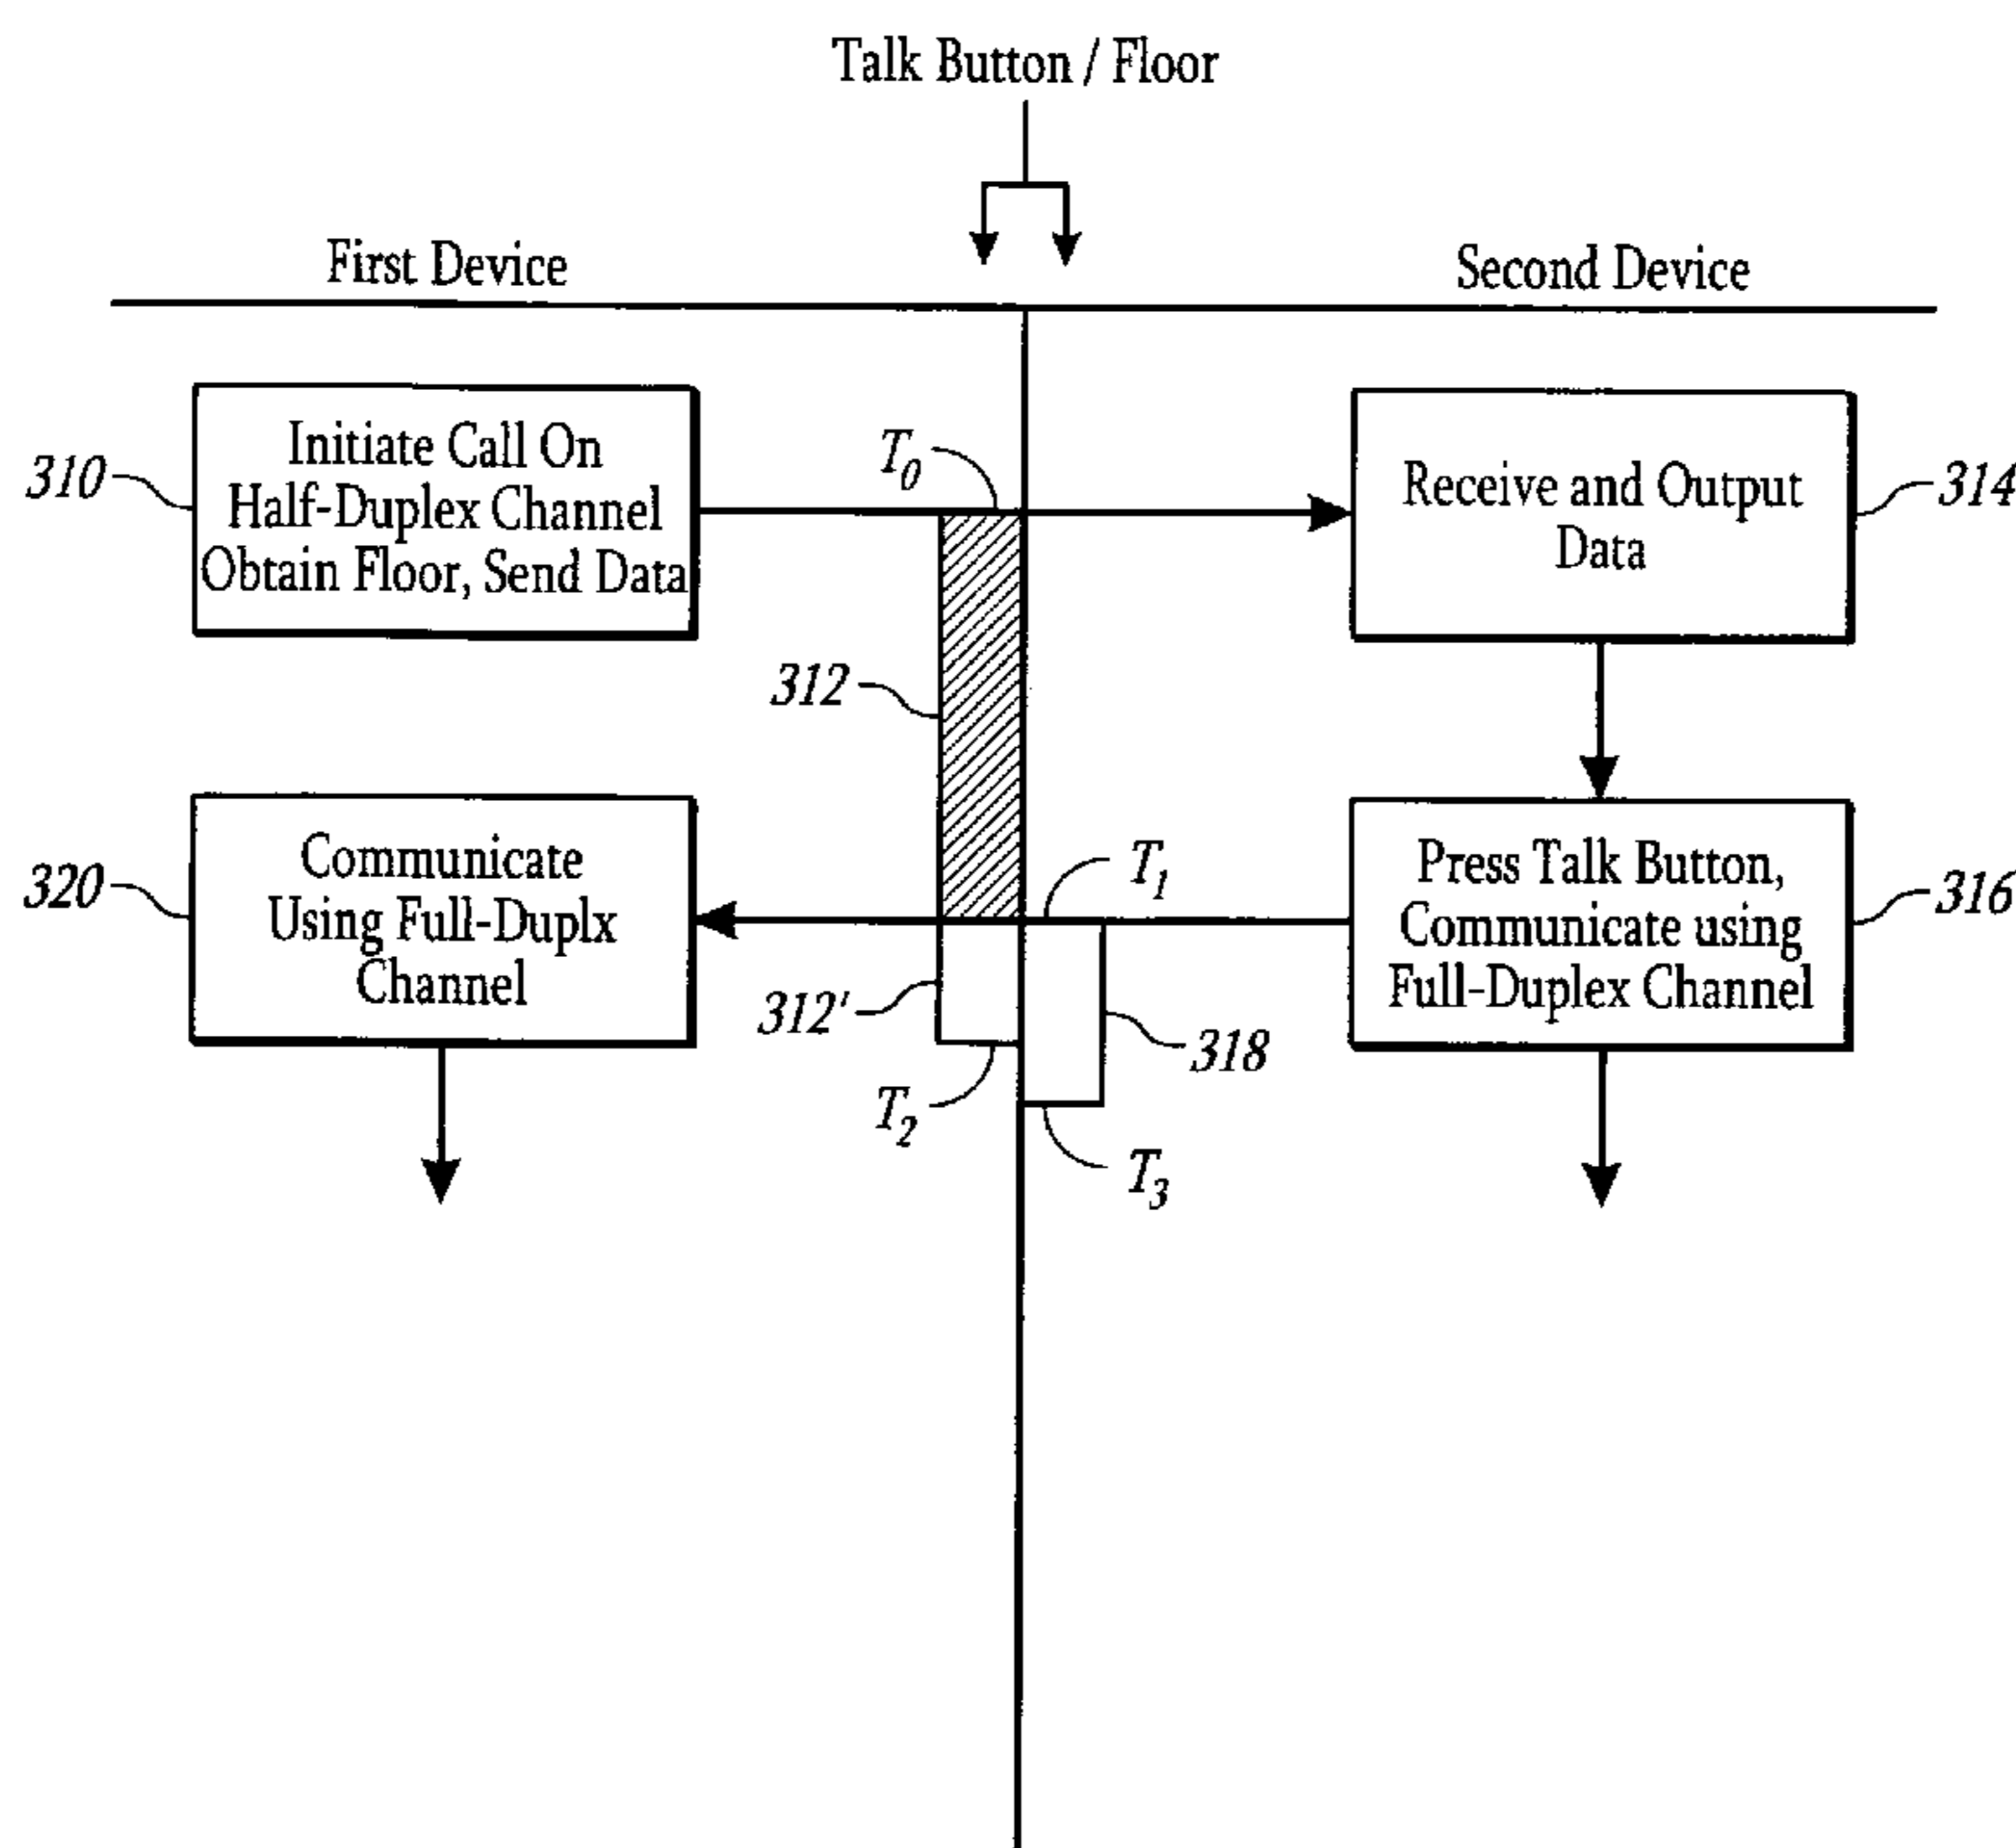 Talk Button / Floor
First Device
Second Device
310
Initiate Call On
Half-Duplex Channel
Obtain Floor, Send Data
T0
Receive and Output
Data
314
312
320
Communicate
Using Full-Duplx
Channel
T1
Press Talk Button,
Communicate using
Full-Duplex Channel
316
312'
318
T2
T3